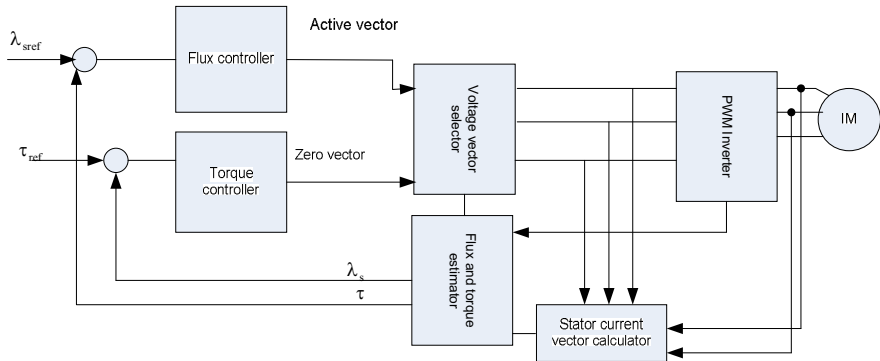 Active vector
λsref
Flux controller
Voltage vector
selector
PWM Inverter
IM
τref
Torque
controller
Zero vector
Flux and torque
estimator
λs
τ
Stator current
vector calculator